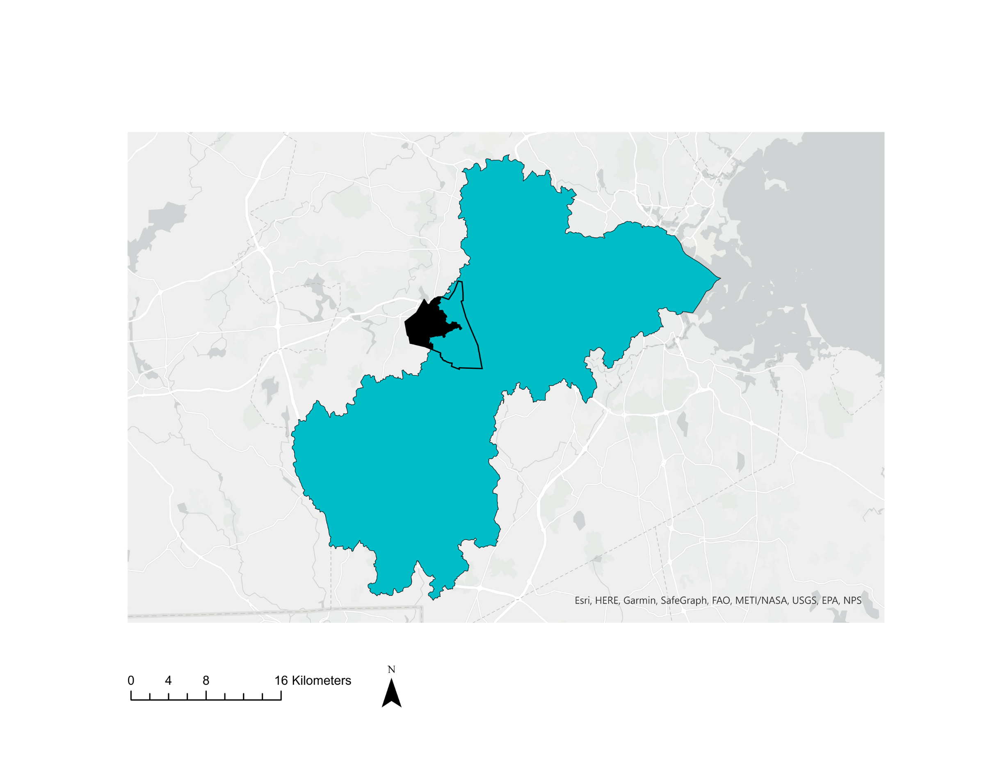 Esri, HERE, Garmin, SafeGraph, FAO, METI/NASA, USGS, EPA, NPS
0 4 8 16 Kilometers
N